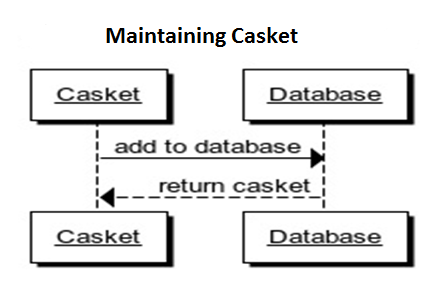 Maintaining Casket
Casket
Database
add to database
return casket
Casket
Database